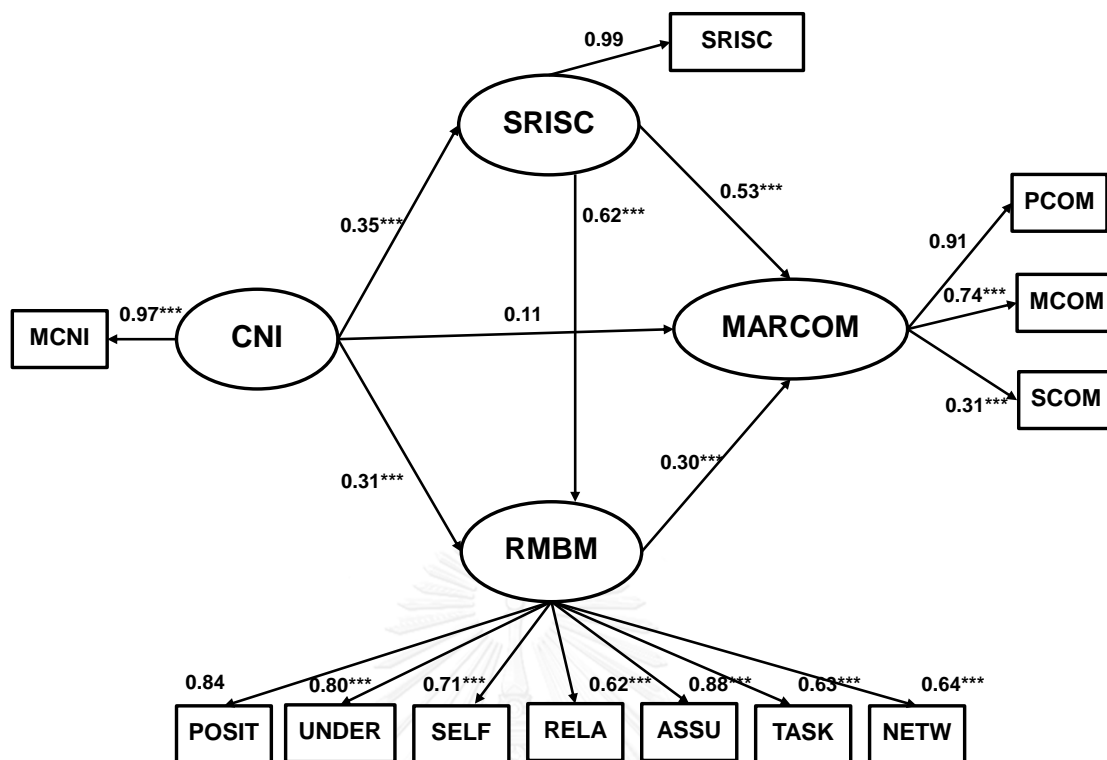 0.99
SRISC
SRISC
PCOM
0.53***
0.35***
0.62***
0.91
0.97***
0.11
0.74***
MCOM
MCNI
CNI
MARCOM
0.31***
SCOM
0.31***
0.30***
RMBM
0.84
0.80***
0.71***
0.62***
0.88***
0.63***
0.64***
POSIT
UNDER
SELF
RELA
ASSU
TASK
NETW